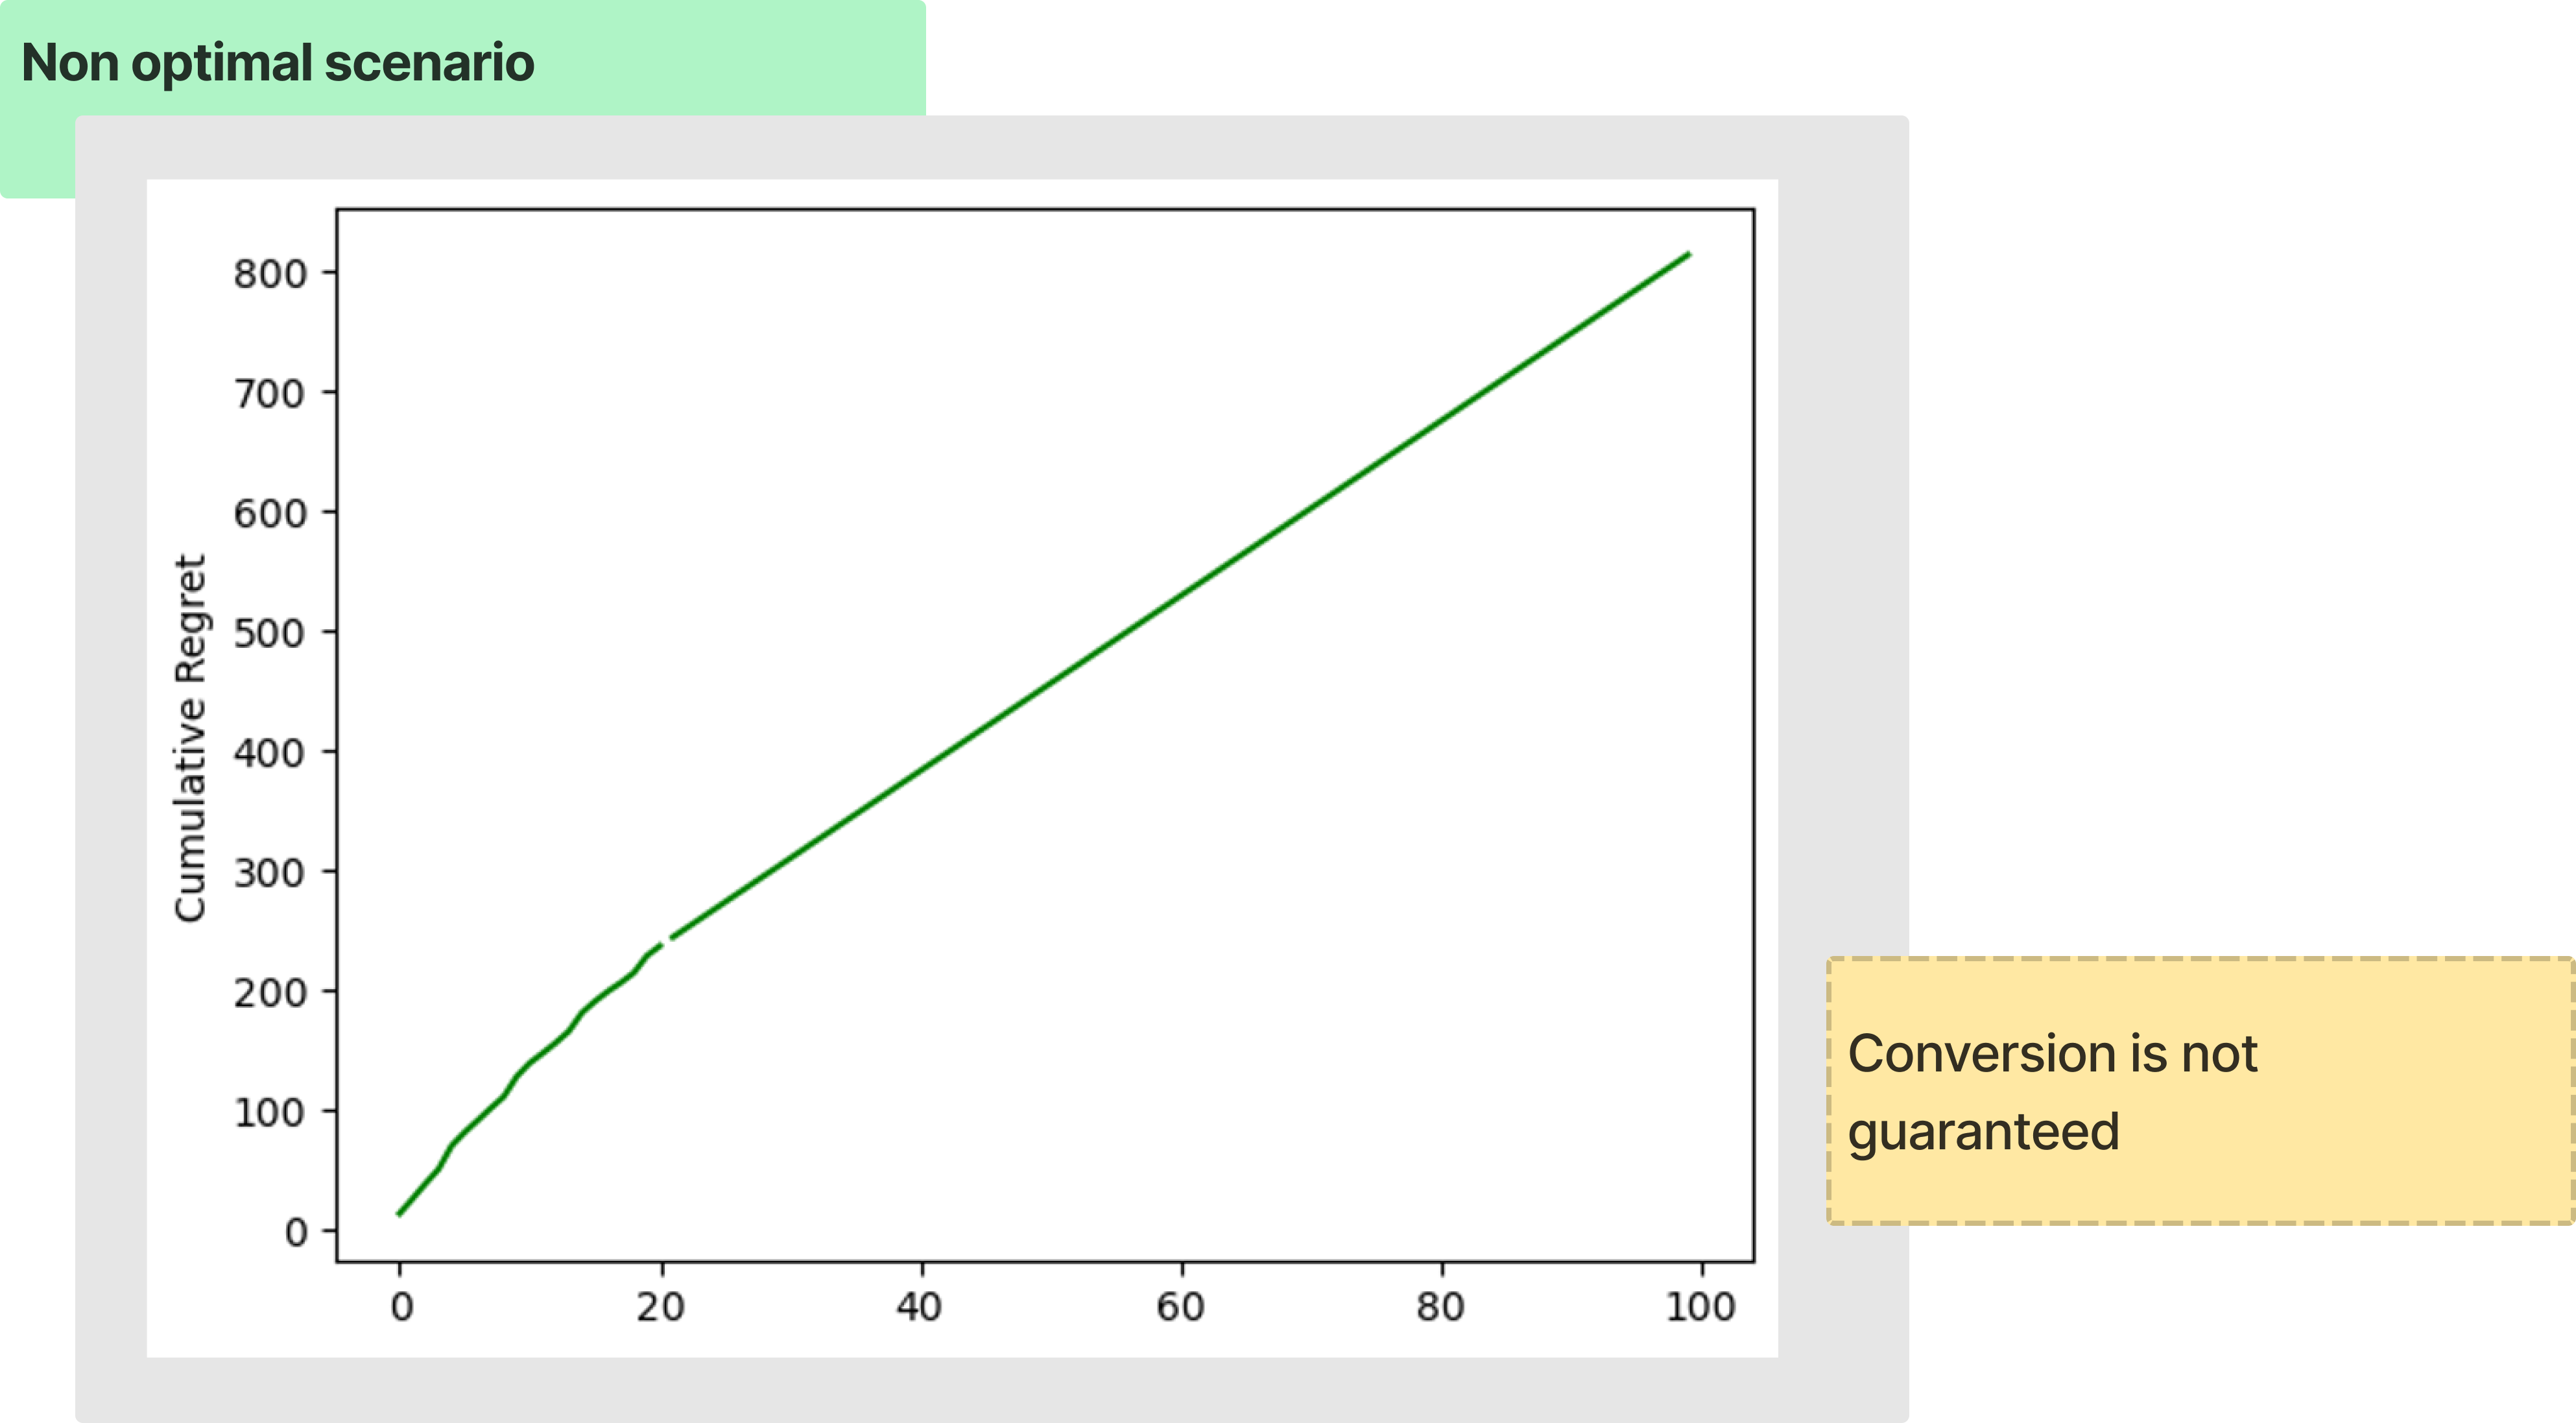 Non optimal scenario
800
700
600
500
400
300
200
100
0
Cumulative Regret
0 20 40 60 80 100
Conversion is not
guaranteed